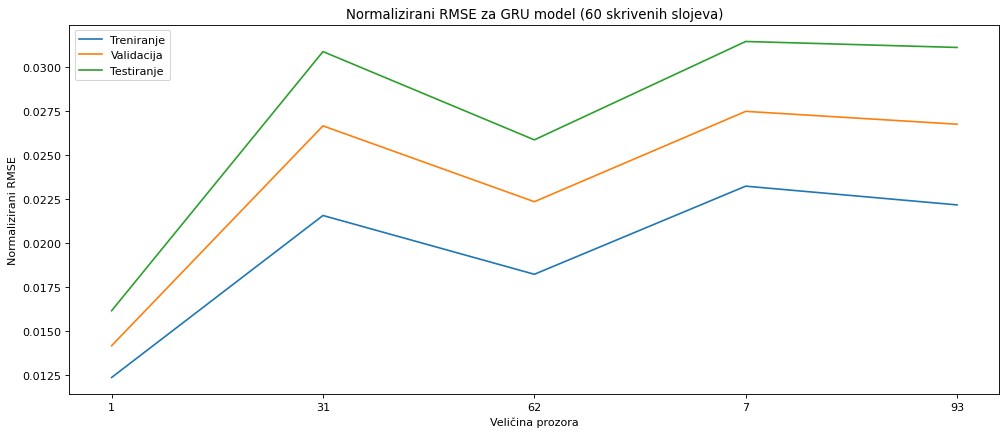 Normalizirani RMSE za GRU model (60 skrivenih slojeva)
Treniranje
Validacija
Testiranje
0.0300
0.0275
0.0250
0.0225
0.0200
0.0175
0.0150
0.0125
Normalizirani RMSE
1 31 62 7 93
Veličina prozora